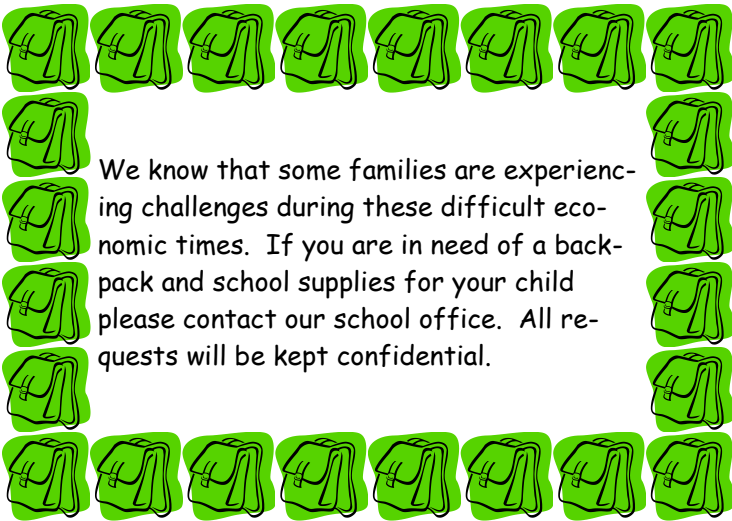 We know that some families are experienc-
ing challenges during these difficult eco-
nomic times.  If you are in need of a back-
pack and school supplies for your child
please contact our school office.  All re-
quests will be kept confidential.